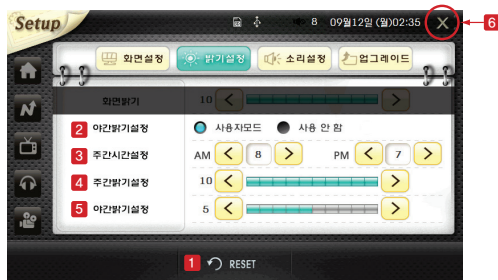 Setup 8 09월12일 (월)02:35 X 6
화면설정 밝기설정 소리설정 업그레이드
화면밝기 10 < >
2 야간밝기설정 사용자모드 사용 안 함
3 주간시간설정 AM < 8 > PM < 7 >
4 주간밝기설정 10 < >
5 야간밝기설정 5 < >
1 RESET